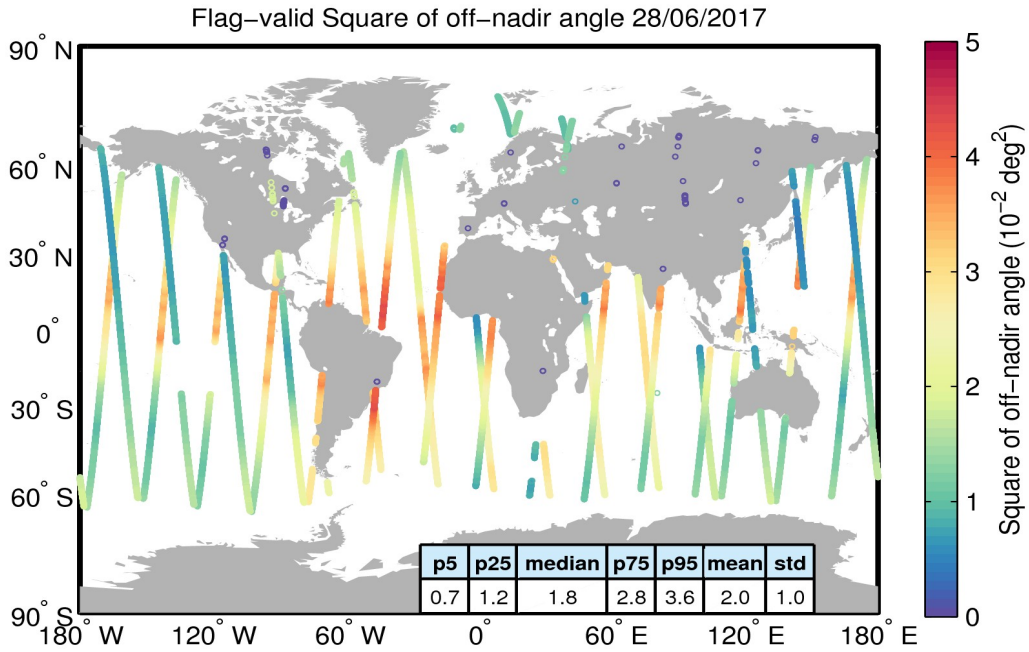 Flag−valid Square of off−nadir angle 28/06/2017
90° N
60° N
30° N
0°
30° S
60° S
90° S
180° W
120° W
60° W
0°
60° E
120° E
180° E
p5 p25 median p75 p95 mean std
0.7 1.2 1.8 2.8 3.6 2.0 1.0
5
4
3
2
1
0
Square of off−nadir angle (10⁻² deg²)